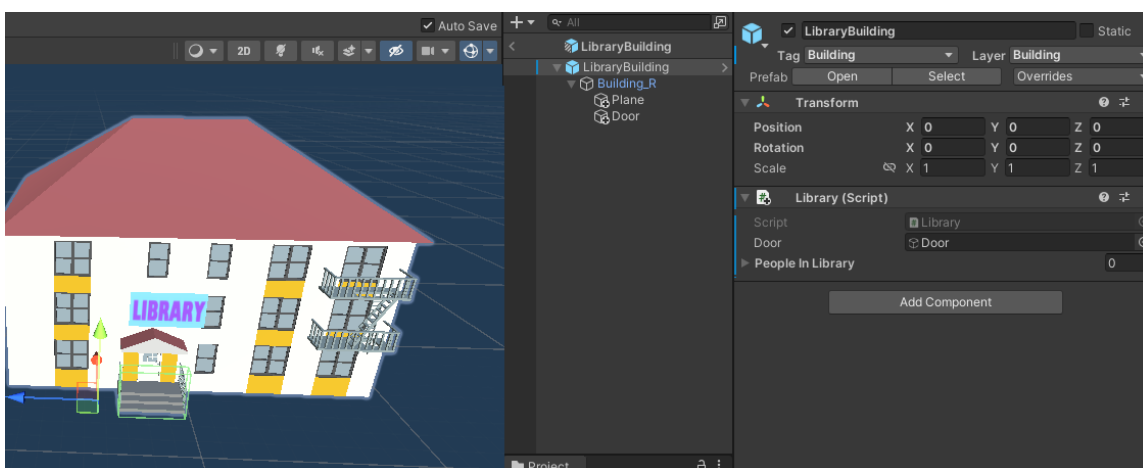 Auto Save
2D
All
LibraryBuilding
LibraryBuilding
Building_R
Plane
Door
Project
LIBRARY
LibraryBuilding
Static
Tag Building
Layer Building
Prefab Open Select Overrides
Transform
Position X 0 Y 0 Z 0
Rotation X 0 Y 0 Z 0
Scale X 1 Y 1 Z 1
Library (Script)
Script Library
Door Door
People In Library 0
Add Component